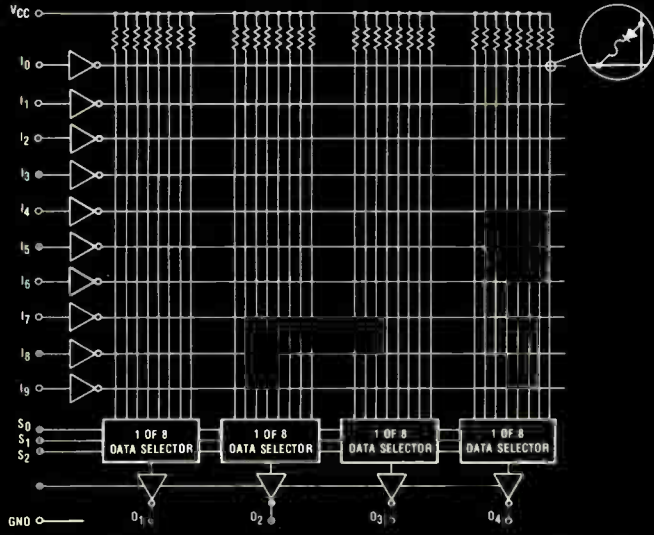 VCC
I0
I1
I2
I3
I4
I5
I6
I7
I8
I9
S0
S1
S2
1 OF 8 DATA SELECTOR
1 OF 8 DATA SELECTOR
1 OF 8 DATA SELECTOR
1 OF 8 DATA SELECTOR
GND
O1
O2
O3
O4